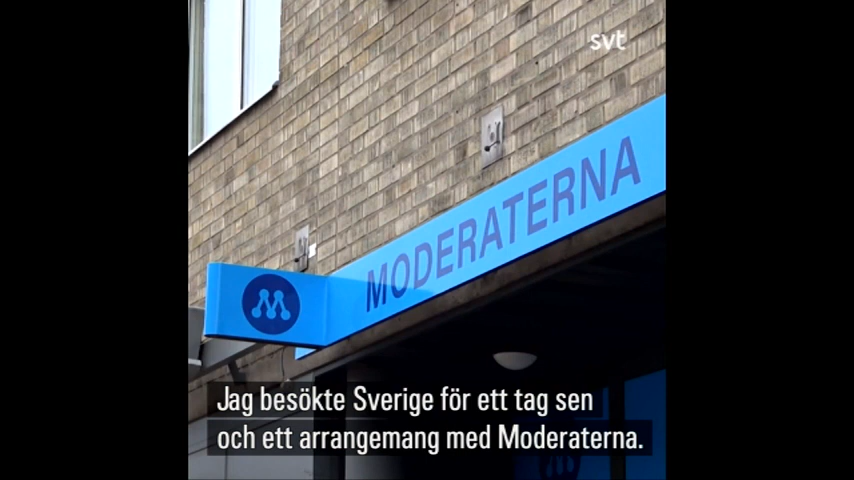 svt
MODERATERNA
M
Jag besökte Sverige för ett tag sen
och ett arrangemang med Moderaterna.